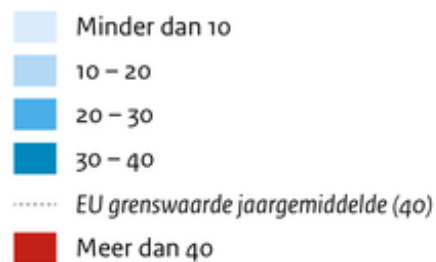 Minder dan 10
10 – 20
20 – 30
30 – 40
EU grenswaarde jaargemiddelde (40)
Meer dan 40